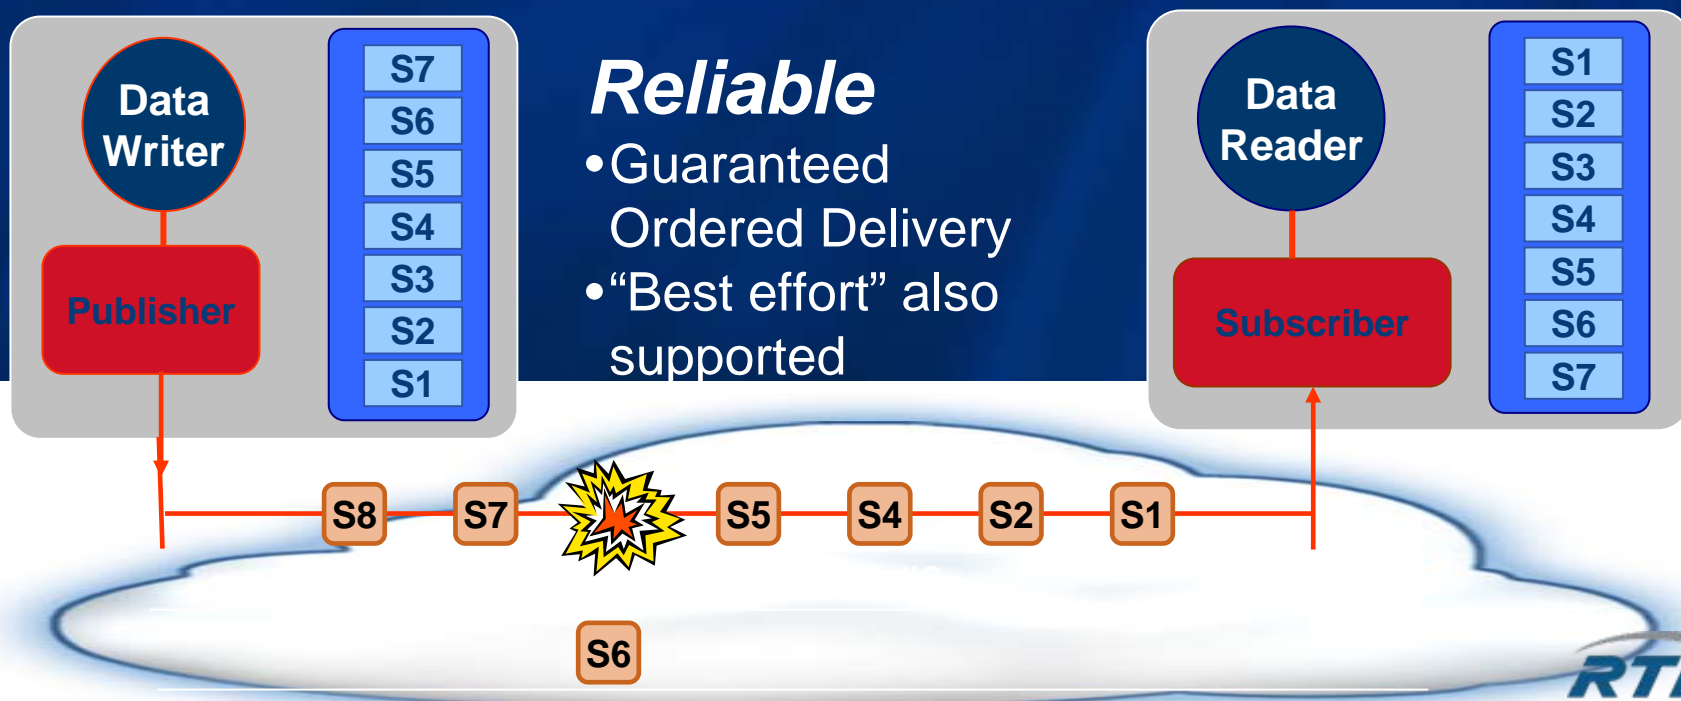 Data
Writer
Publisher
S7
S6
S5
S4
S3
S2
S1
Reliable
•Guaranteed
Ordered Delivery
•“Best effort” also
supported
Data
Reader
Subscriber
S1
S2
S3
S4
S5
S6
S7
S8 S7 S5 S4 S2 S1
S6